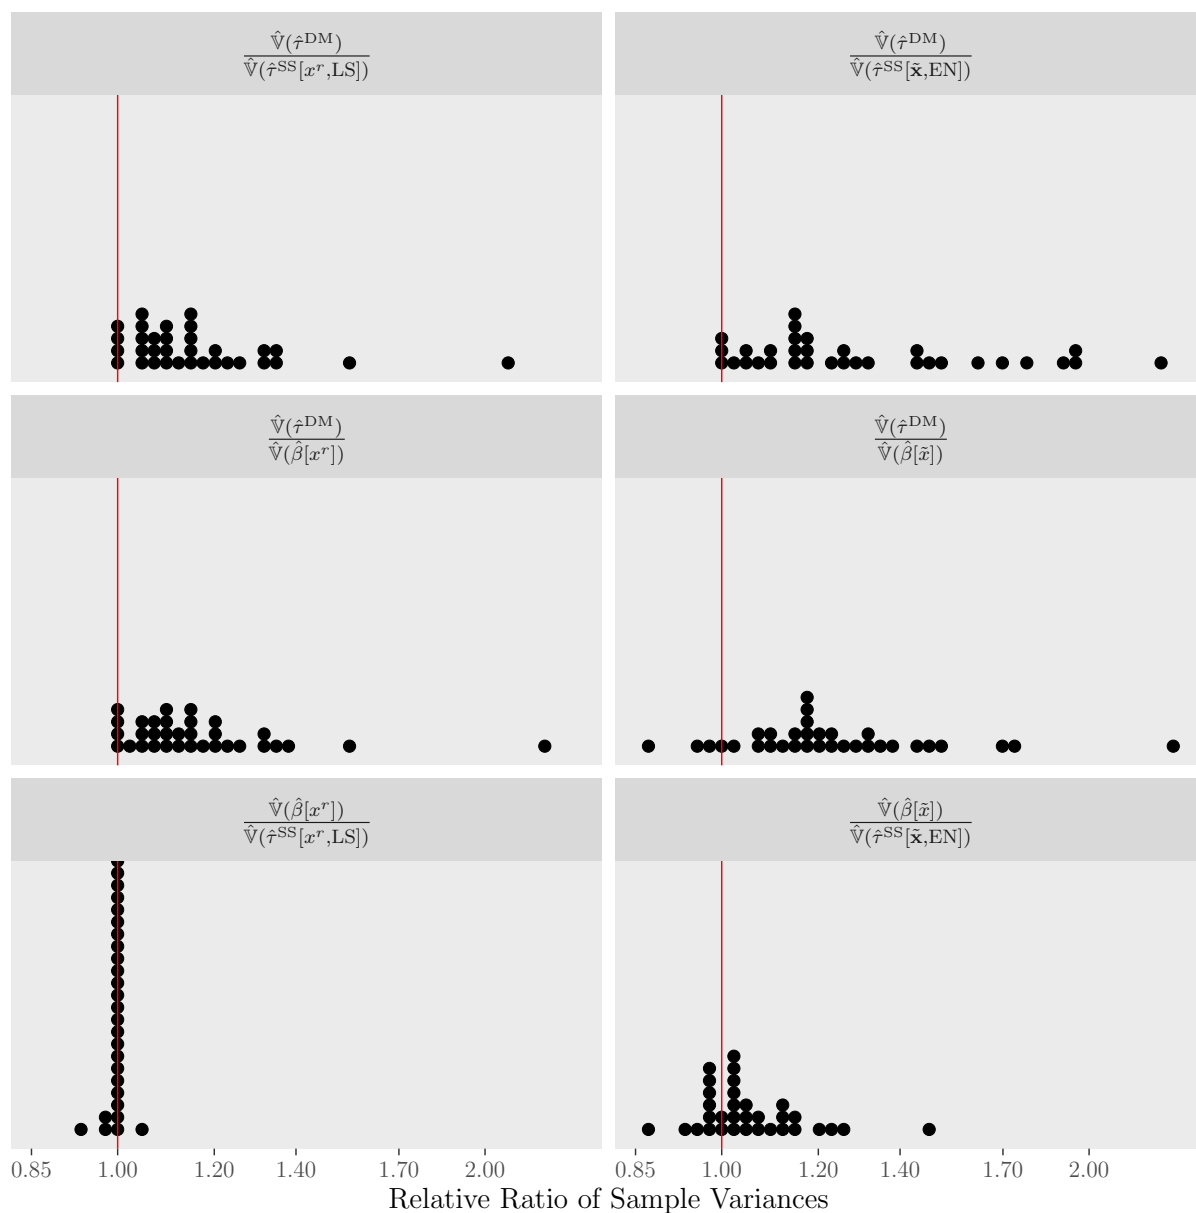 V̂(τ̂^DM)
V̂(τ̂^SS[x^r,LS])
V̂(τ̂^DM)
V̂(τ̂^SS[x̃,EN])
V̂(τ̂^DM)
V̂(β̂[x^r])
V̂(τ̂^DM)
V̂(β̂[x̃])
V̂(β̂[x^r])
V̂(τ̂^SS[x^r,LS])
V̂(β̂[x̃])
V̂(τ̂^SS[x̃,EN])
0.85 1.00 1.20 1.40 1.70 2.00
0.85 1.00 1.20 1.40 1.70 2.00
Relative Ratio of Sample Variances